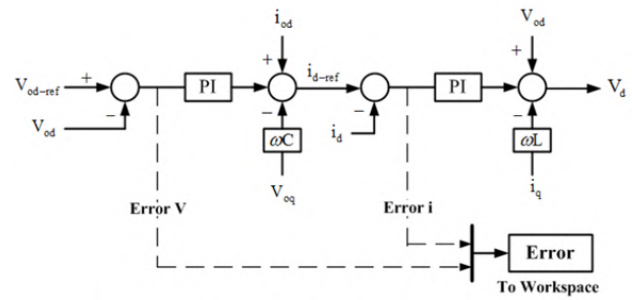 i_od
V_od
V_od-ref
+
−
PI
+
−
i_d-ref
−
PI
+
−
V_d
V_od
ωC
i_d
ωL
V_oq
i_q
Error V
Error i
Error
To Workspace